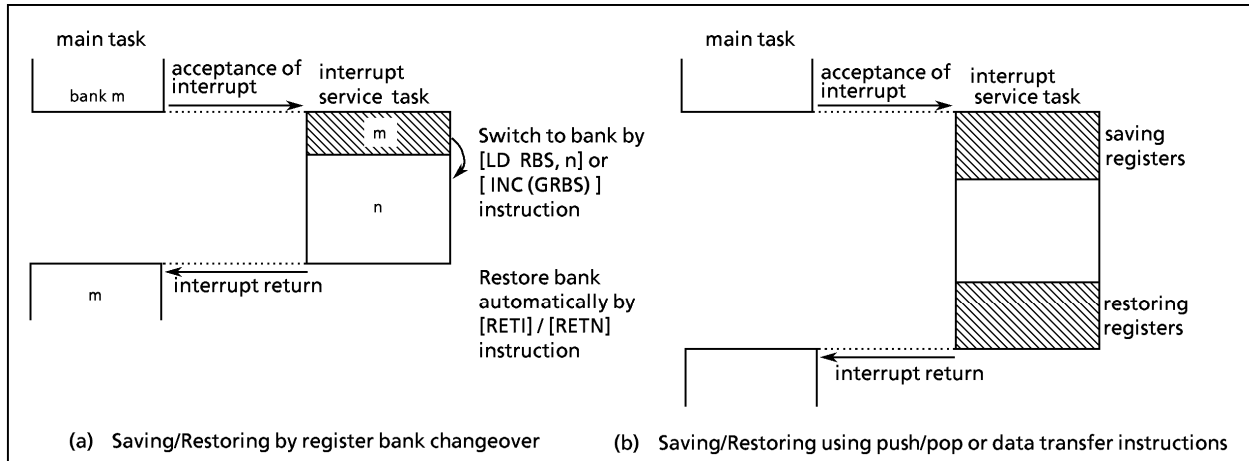 main task
acceptance of
interrupt
interrupt
service task
bank m
m
Switch to bank by
[LD RBS, n] or
[ INC (GRBS) ]
instruction
n
interrupt return
m
Restore bank
automatically by
[RETI] / [RETN]
instruction
(a) Saving/Restoring by register bank changeover
main task
acceptance of
interrupt
interrupt
service task
saving
registers
restoring
registers
interrupt return
(b) Saving/Restoring using push/pop or data transfer instructions